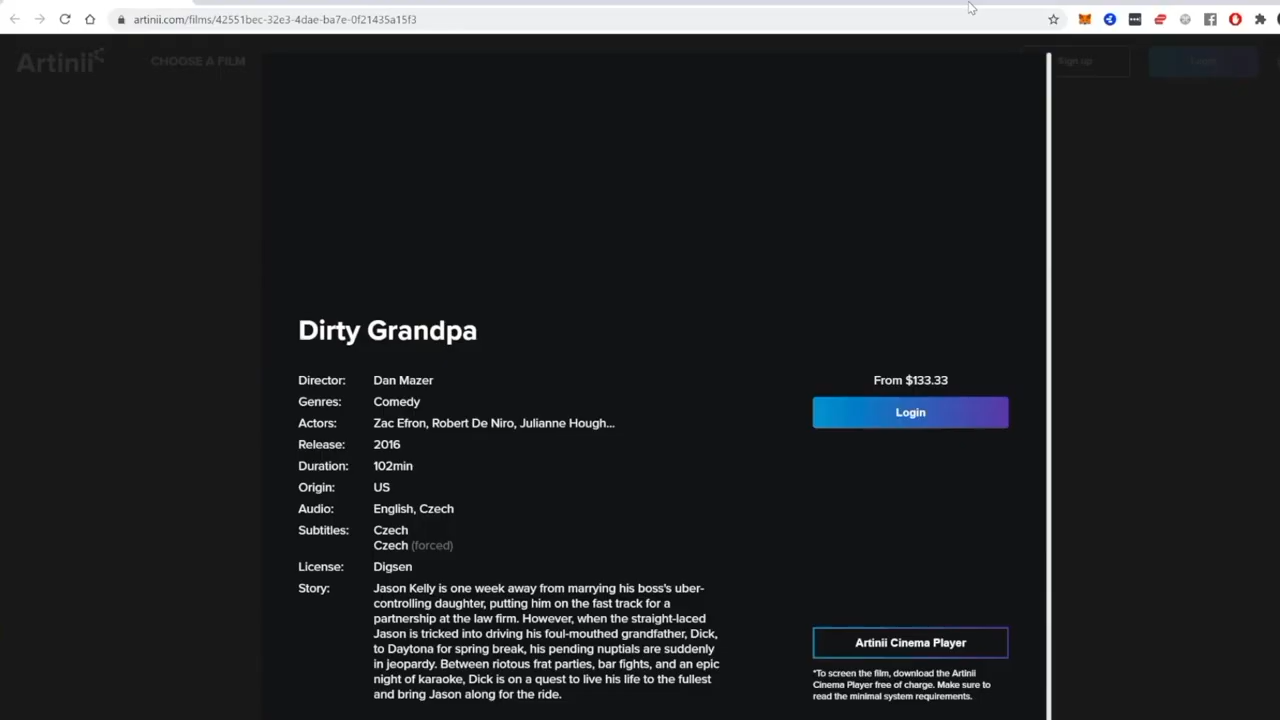 artinii.com/films/42551bec-32e3-4dae-ba7e-0f21435a15f3
Artinii
CHOOSE A FILM
Sign up
Login
Dirty Grandpa
Director: Dan Mazer
Genres: Comedy
Actors: Zac Efron, Robert De Niro, Julianne Hough...
Release: 2016
Duration: 102min
Origin: US
Audio: English, Czech
Subtitles: Czech
Czech (forced)
License: Digsen
Story: Jason Kelly is one week away from marrying his boss's uber-
controlling daughter, putting him on the fast track for a
partnership at the law firm. However, when the straight-laced
Jason is tricked into driving his foul-mouthed grandfather, Dick,
to Daytona for spring break, his pending nuptials are suddenly
in jeopardy. Between riotous frat parties, bar fights, and an epic
night of karaoke, Dick is on a quest to live his life to the fullest
and bring Jason along for the ride.
From $133.33
Login
Artinii Cinema Player
*To screen the film, download the Artinii
Cinema Player free of charge. Make sure to
read the minimal system requirements.